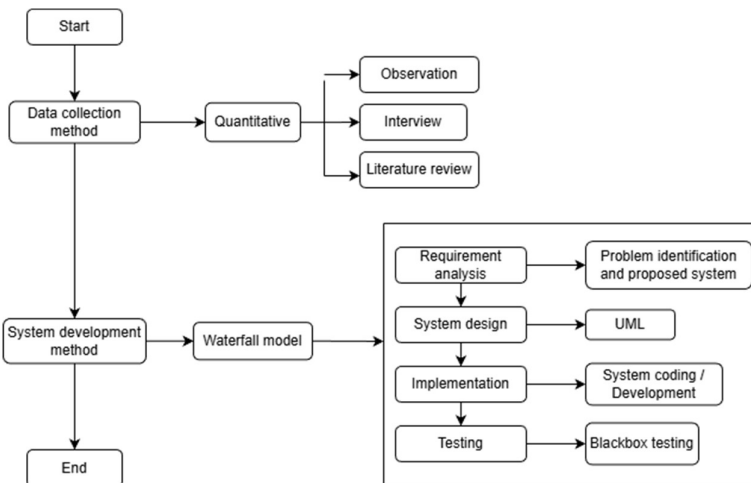 Start
Data collection
method
Quantitative
Observation
Interview
Literature review
System development
method
Waterfall model
Requirement
analysis
Problem identification
and proposed system
System design
UML
Implementation
System coding /
Development
Testing
Blackbox testing
End